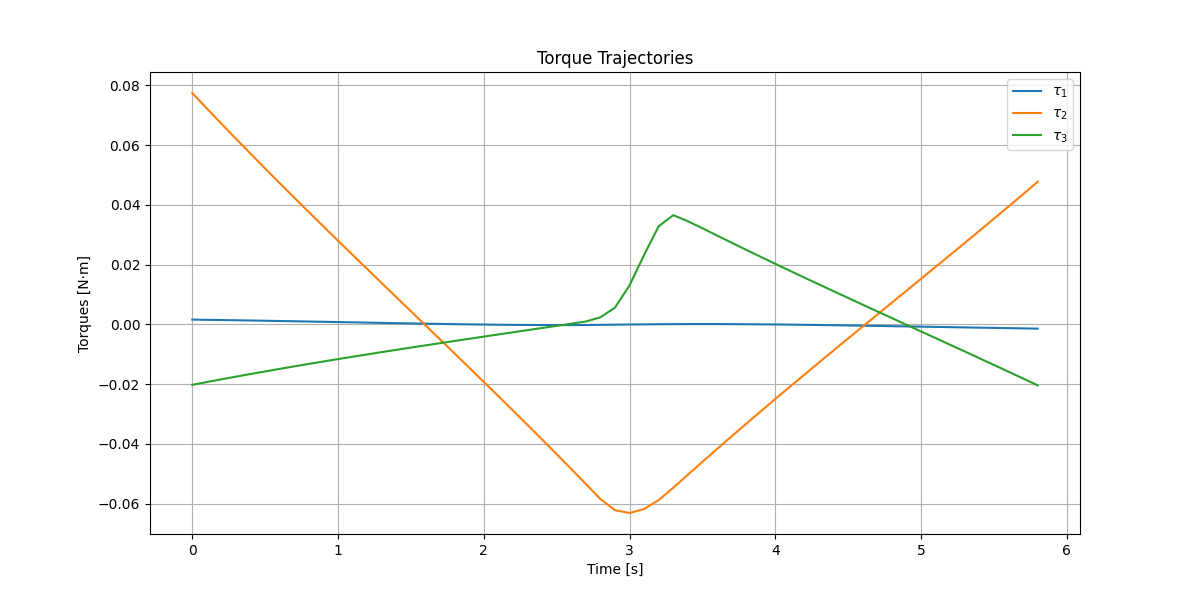 Torque Trajectories
Torques [N·m]
0.08
0.06
0.04
0.02
0.00
−0.02
−0.04
−0.06
0 1 2 3 4 5 6
Time [s]
τ₁
τ₂
τ₃